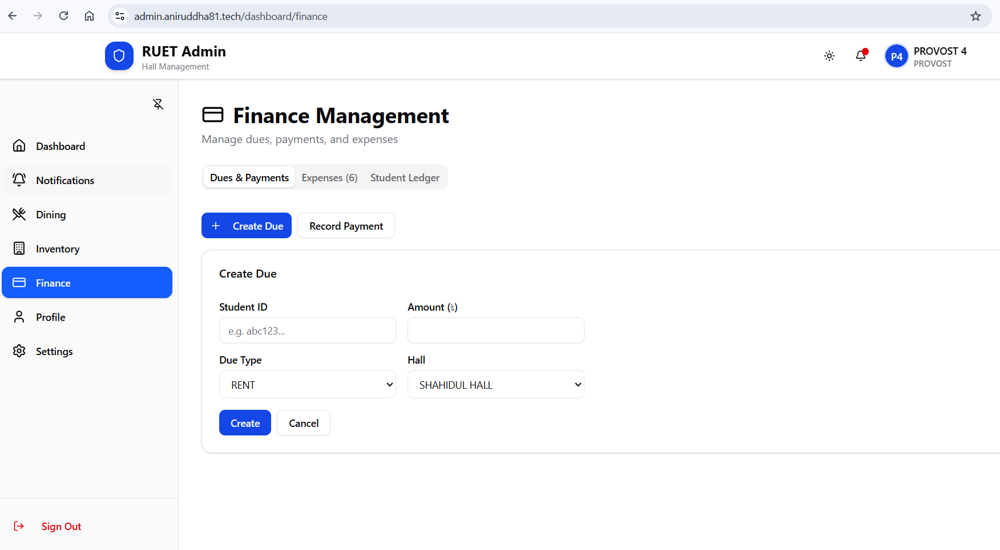 admin.aniruddha81.tech/dashboard/finance
RUET Admin
Hall Management
P4
PROVOST 4
PROVOST
Dashboard
Notifications
Dining
Inventory
Finance
Profile
Settings
Sign Out
Finance Management
Manage dues, payments, and expenses
Dues & Payments Expenses (6) Student Ledger
Create Due Record Payment
Create Due
Student ID Amount (৳)
e.g. abc123...
Due Type Hall
RENT SHAHIDUL HALL
Create Cancel